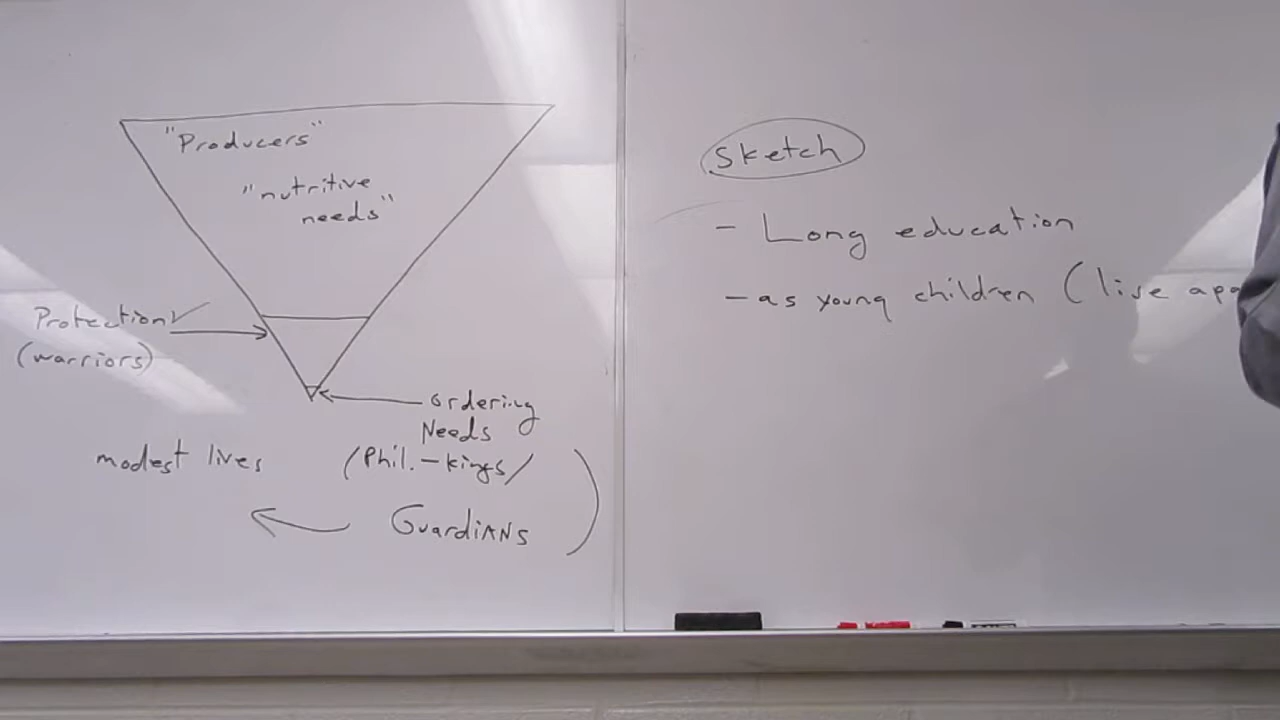 "Producers"
"nutritive
needs"
Protection
(warriors)
ordering
Needs
(Phil.-kings/
modest lives
GuardiANs
Sketch
- Long education
- as young children (live